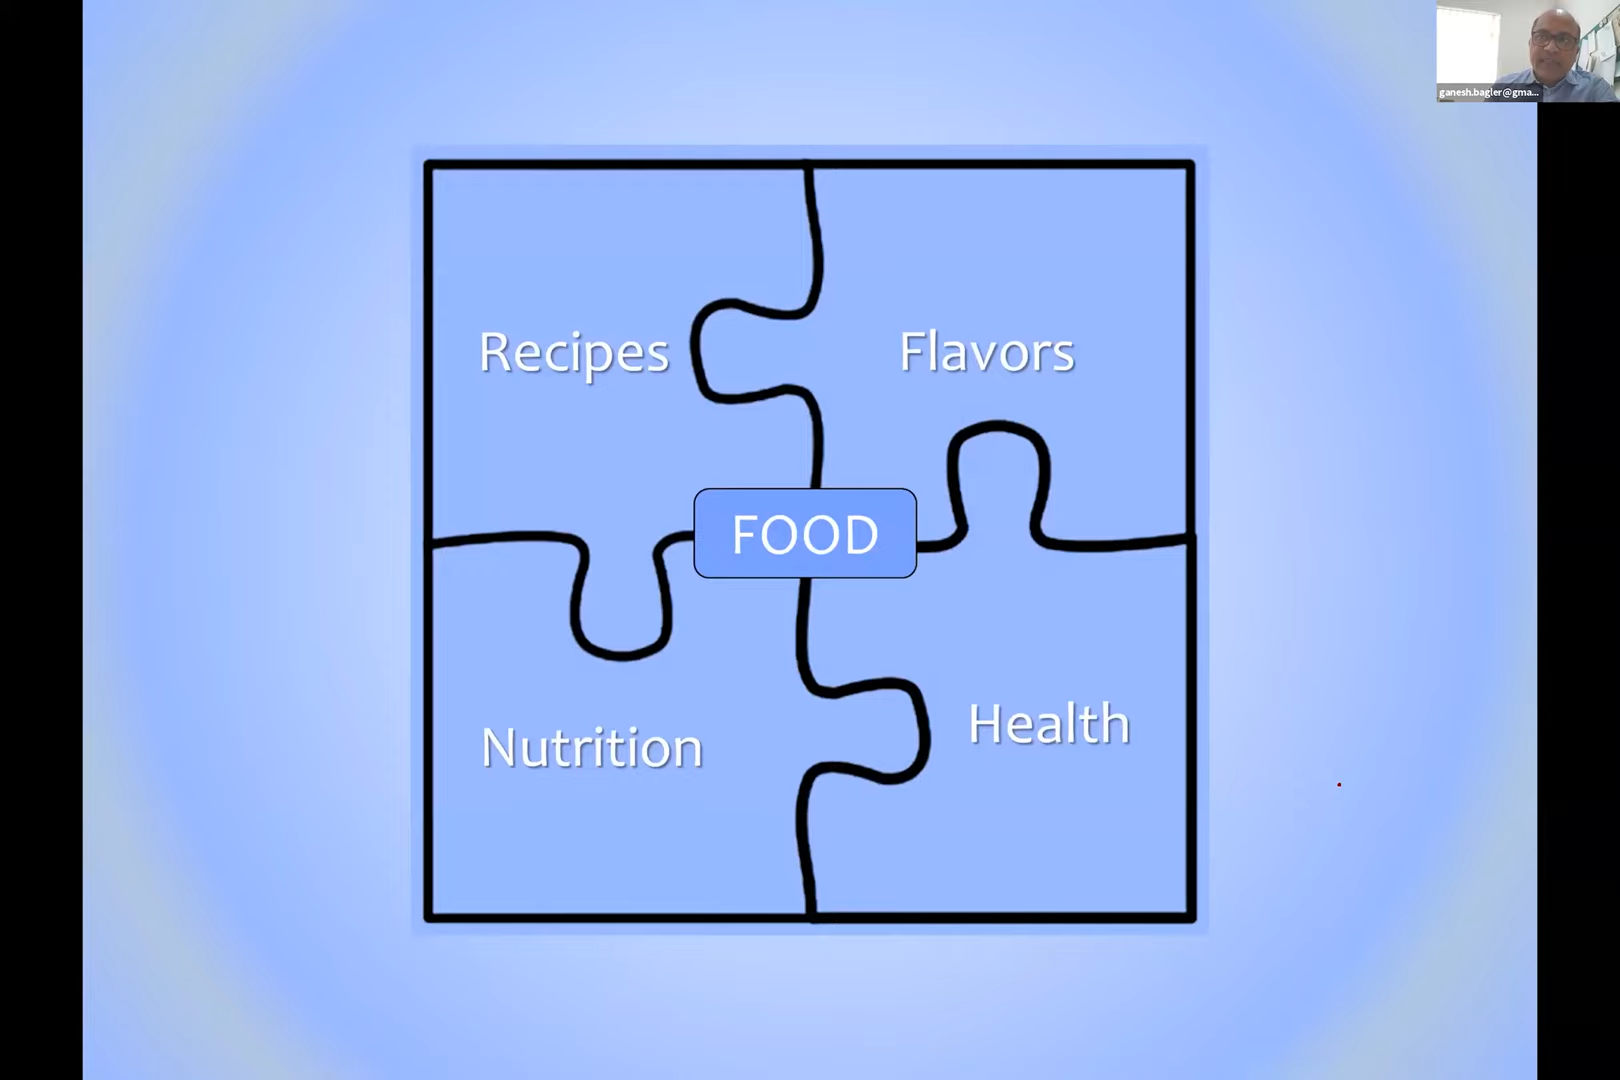 ganesh.bagler@gma...
Recipes
Flavors
FOOD
Nutrition
Health